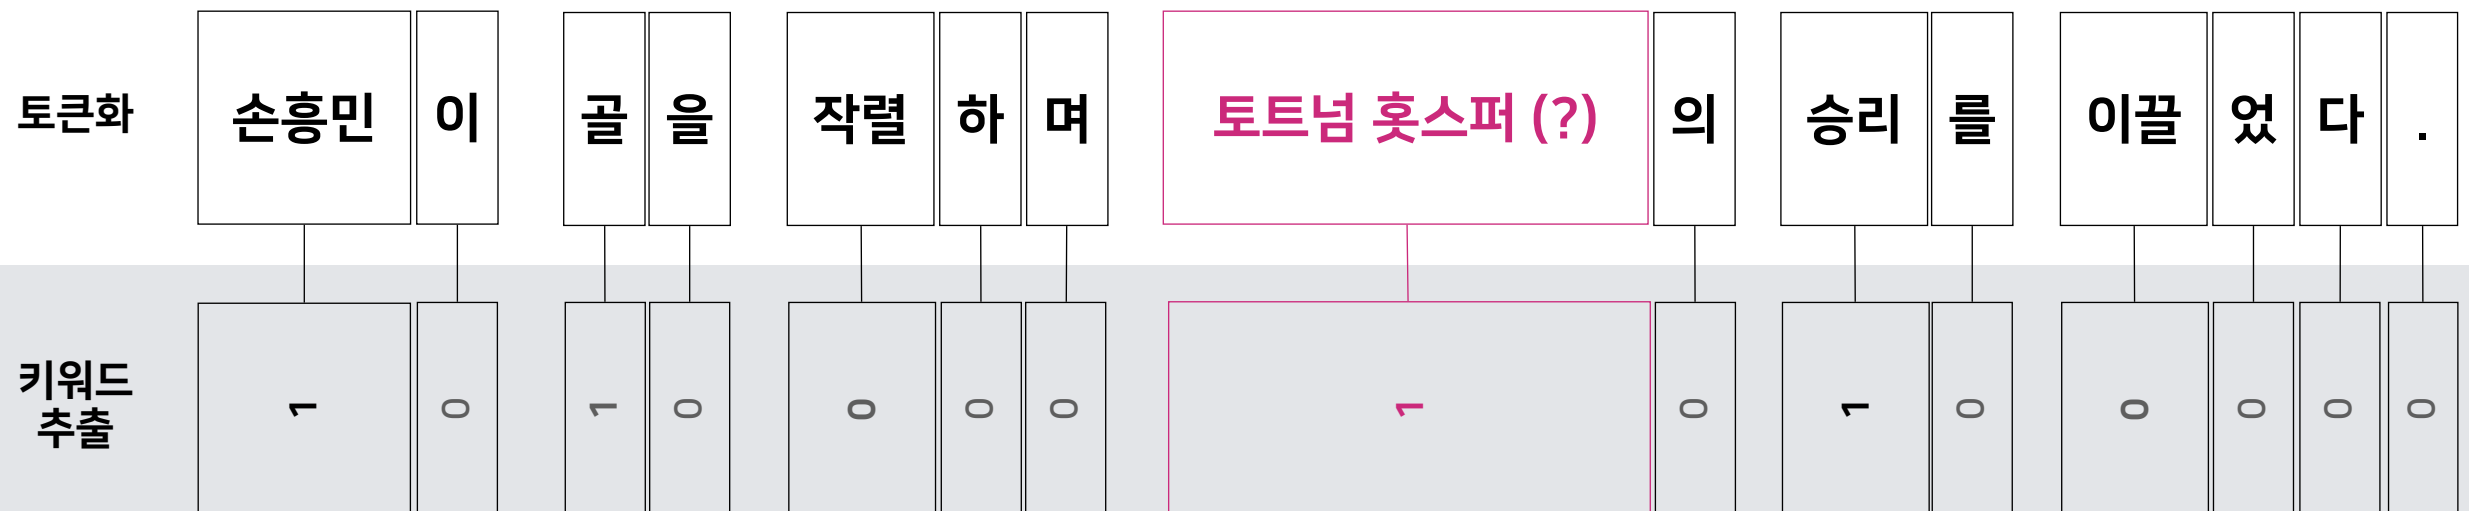 토큰화 손흥민 이 골 을 작렬 하 며 토트넘 홋스퍼 (?) 의 승리 를 이끌 었 다 .
키워드
추출
1 0 1 0 0 0 0 1 0 1 0 0 0 0 0